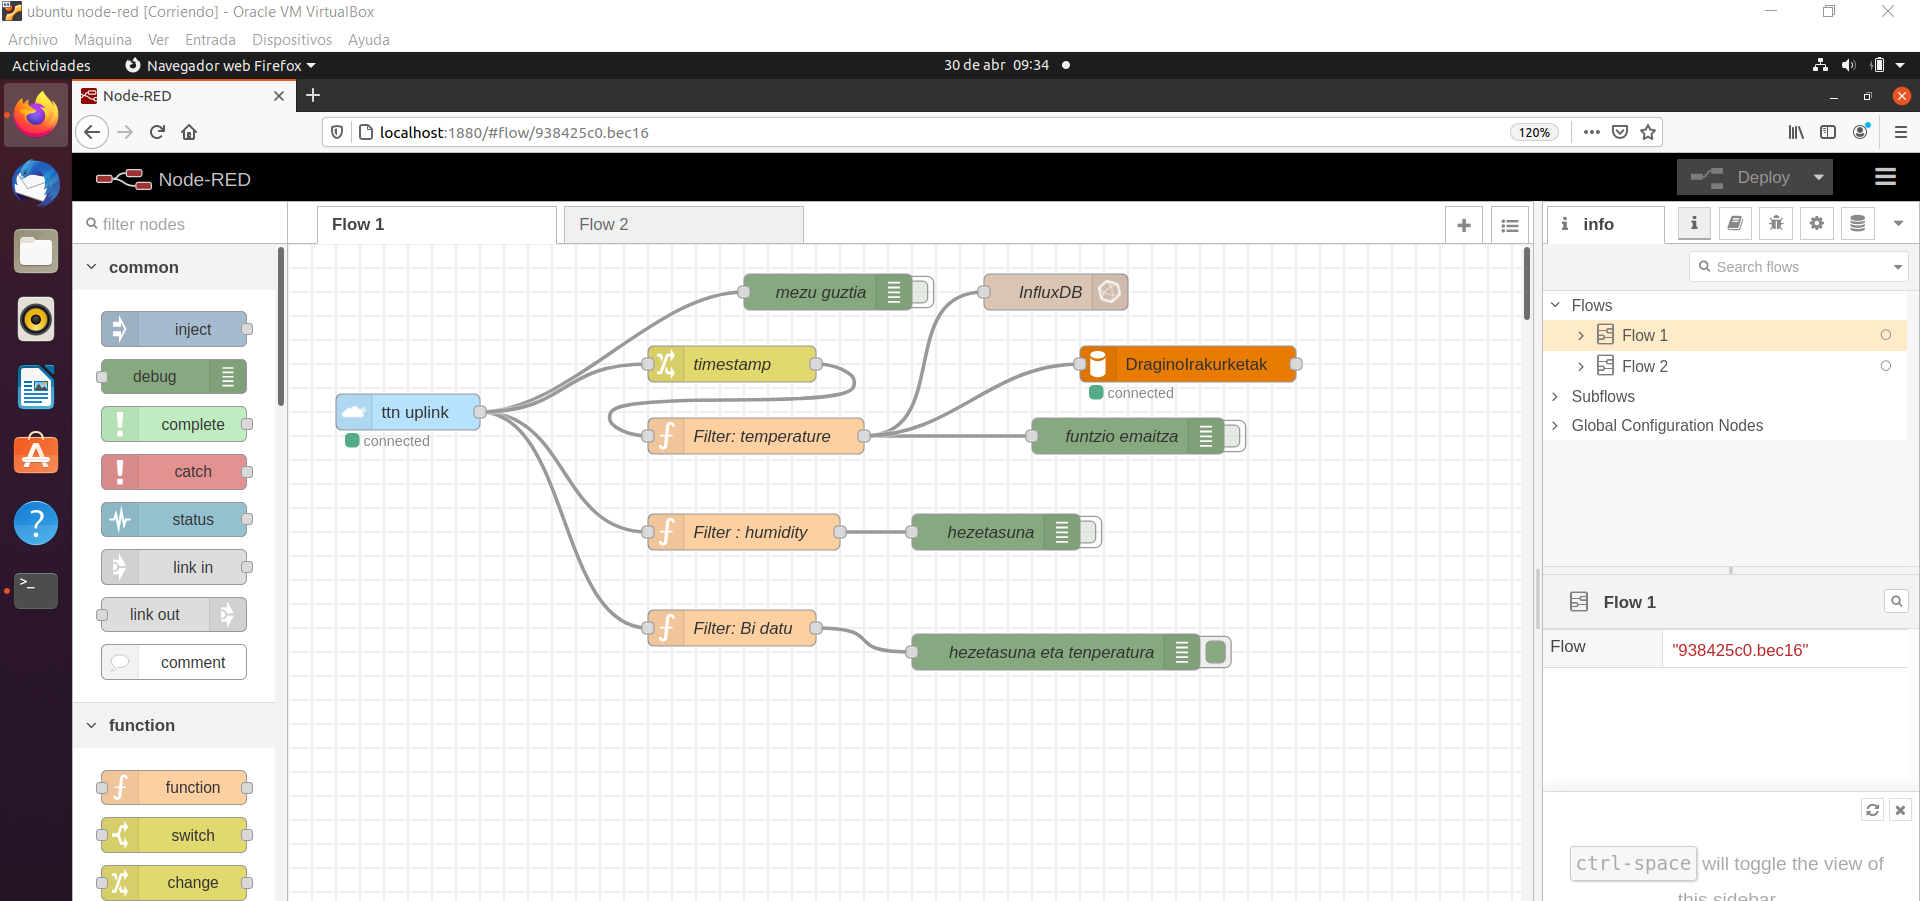 ubuntu node-red [Corriendo] - Oracle VM VirtualBox
Archivo Máquina Ver Entrada Dispositivos Ayuda
Actividades Navegador web Firefox 30 de abr 09:34
Node-RED
localhost:1880/#flow/938425c0.bec16 120%
Node-RED Deploy
filter nodes
Flow 1 Flow 2
info
Search flows
Flows
Flow 1
Flow 2
Subflows
Global Configuration Nodes
common
inject
debug
complete
catch
status
link in
link out
comment
function
function
switch
change
mezu guztia
InfluxDB
timestamp
DraginoIrakurketak
connected
ttn uplink
connected
Filter: temperature
funtzio emaitza
Filter : humidity
hezetasuna
Filter: Bi datu
hezetasuna eta tenperatura
Flow 1
Flow "938425c0.bec16"
ctrl-space will toggle the view of
this sidebar